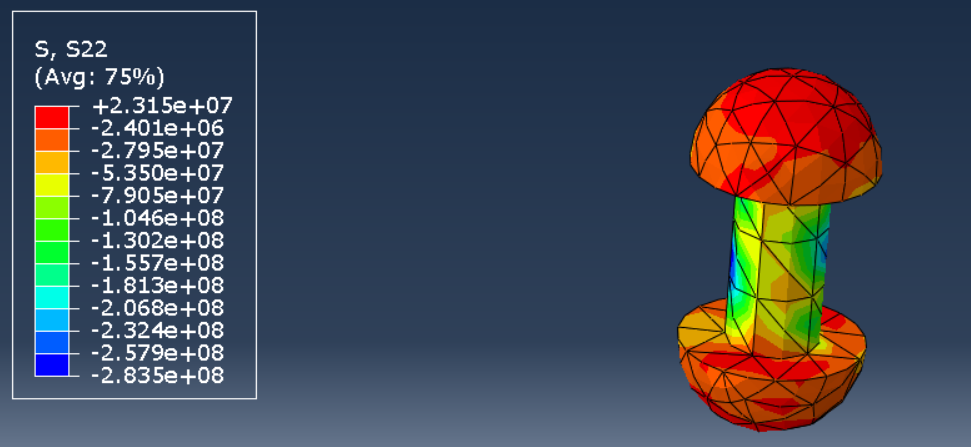 S, S22
(Avg: 75%)
+2.315e+07
-2.401e+06
-2.795e+07
-5.350e+07
-7.905e+07
-1.046e+08
-1.302e+08
-1.557e+08
-1.813e+08
-2.068e+08
-2.324e+08
-2.579e+08
-2.835e+08